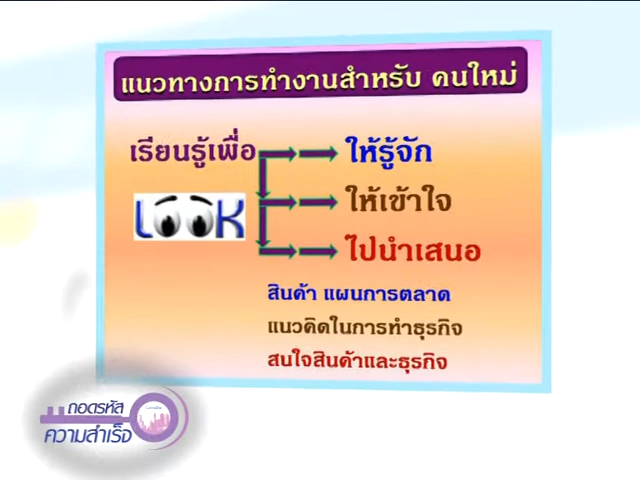 แนวทางการทำงานสำหรับ คนใหม่
เรียนรู้เพื่อ
ให้รู้จัก
LOOK
ให้เข้าใจ
ไปนำเสนอ
สินค้า แผนการตลาด
แนวคิดในการทำธุรกิจ
สนใจสินค้าและธุรกิจ
ถอดรหัส
ความสำเร็จ